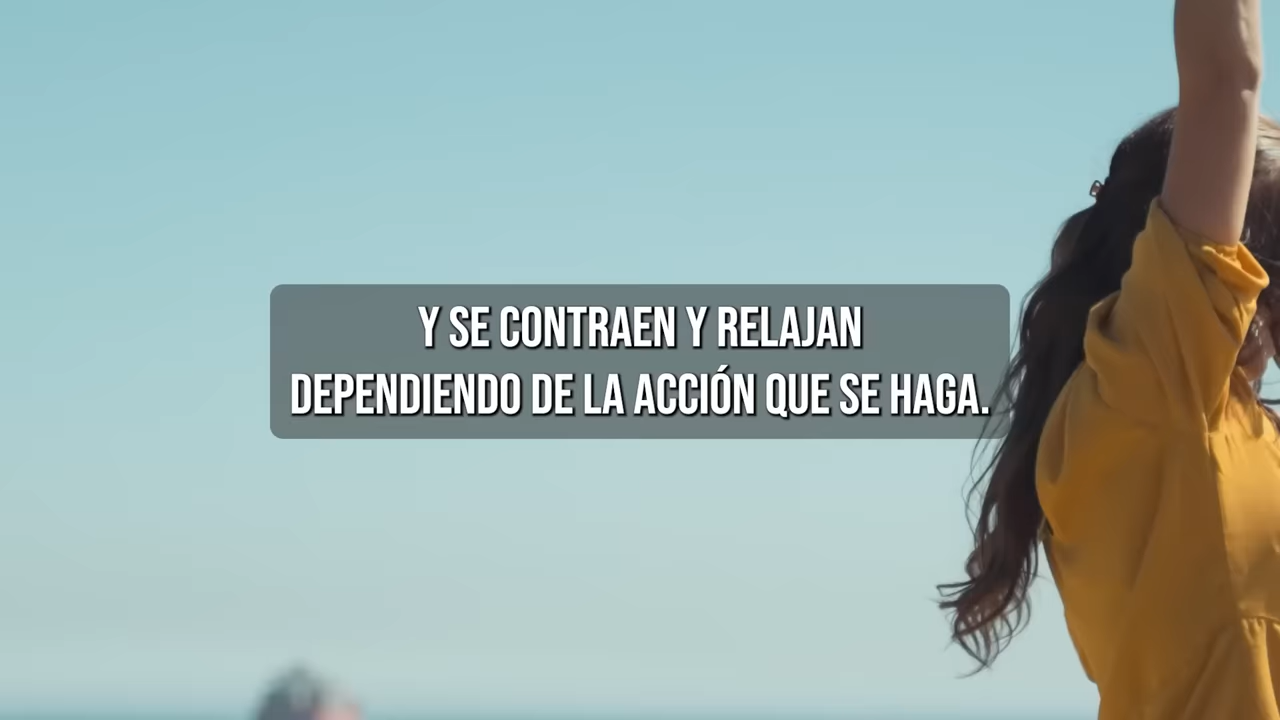 Y SE CONTRAEN Y RELAJAN
DEPENDIENDO DE LA ACCIÓN QUE SE HAGA.